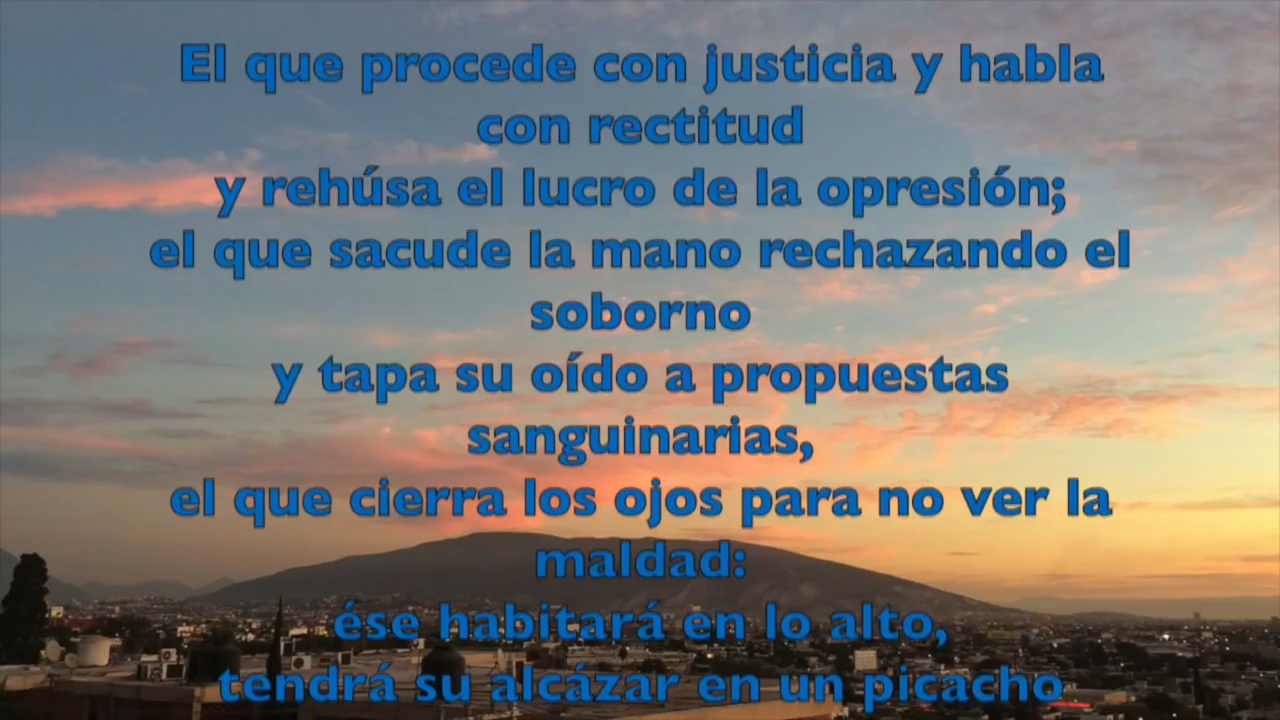 El que procede con justicia y habla
con rectitud
y rehúsa el lucro de la opresión;
el que sacude la mano rechazando el
soborno
y tapa su oído a propuestas
sanguinarias,
el que cierra los ojos para no ver la
maldad:
ése habitará en lo alto,
tendrá su alcázar en un picacho